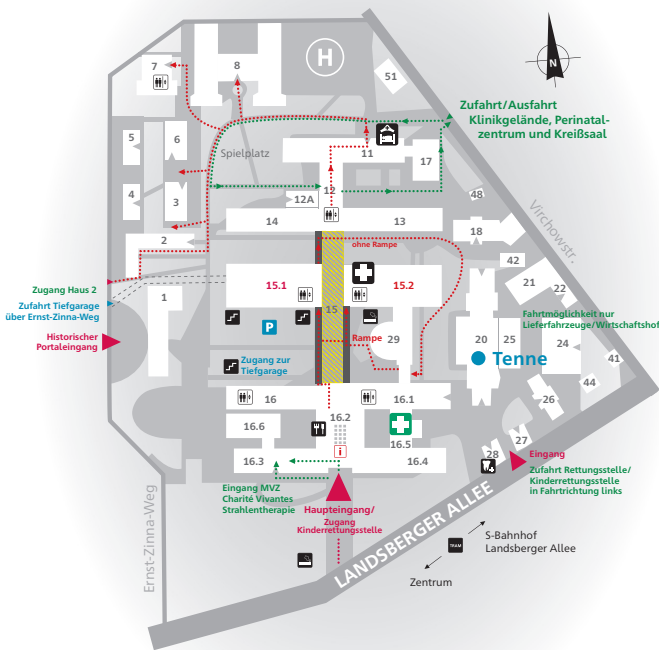 7
8
H
51
N
Zufahrt/Ausfahrt
Klinikgelände, Perinatal-
zentrum und Kreißsaal
5
6
Spielplatz
11
17
4
3
12
12A
48
14
13
18
Virchowstr.
2
ohne Rampe
42
Zugang Haus 2
Zufahrt Tiefgarage
über Ernst-Zinna-Weg
15.1
15.2
21
22
1
15
Historischer
Portaleingang
P
Rampe
29
20
25
24
Fahrtmöglichkeit nur
Lieferfahrzeuge/Wirtschaftshof
Tenne
41
Zugang zur
Tiefgarage
44
16
16.1
26
16.2
16.6
16.5
27
28
i
16.3
16.4
Eingang
Zufahrt Rettungsstelle/
Kinderrettungsstelle
in Fahrtrichtung links
Eingang MVZ
Charité Vivantes
Strahlentherapie
Haupteingang/
Zugang
Kinderrettungsstelle
Ernst-Zinna-Weg
LANDSBERGER ALLEE
TRAM
S-Bahnhof
Landsberger Allee
Zentrum